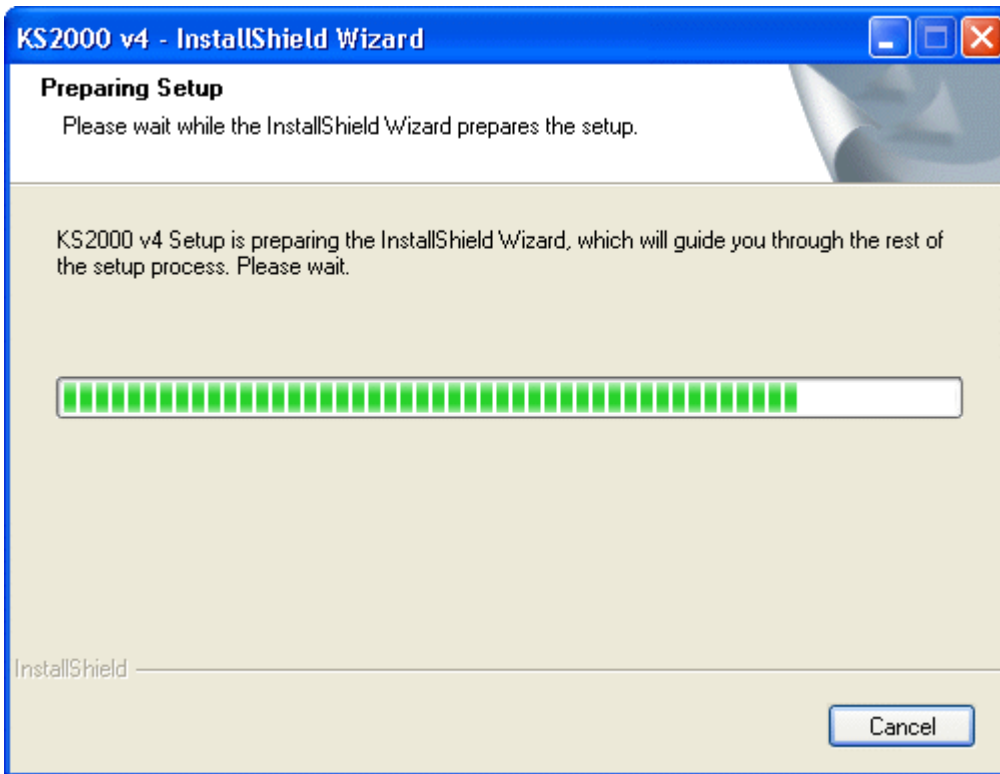 KS2000 v4 - InstallShield Wizard
Preparing Setup
Please wait while the InstallShield Wizard prepares the setup.
KS2000 v4 Setup is preparing the InstallShield Wizard, which will guide you through the rest of
the setup process. Please wait.
InstallShield
Cancel